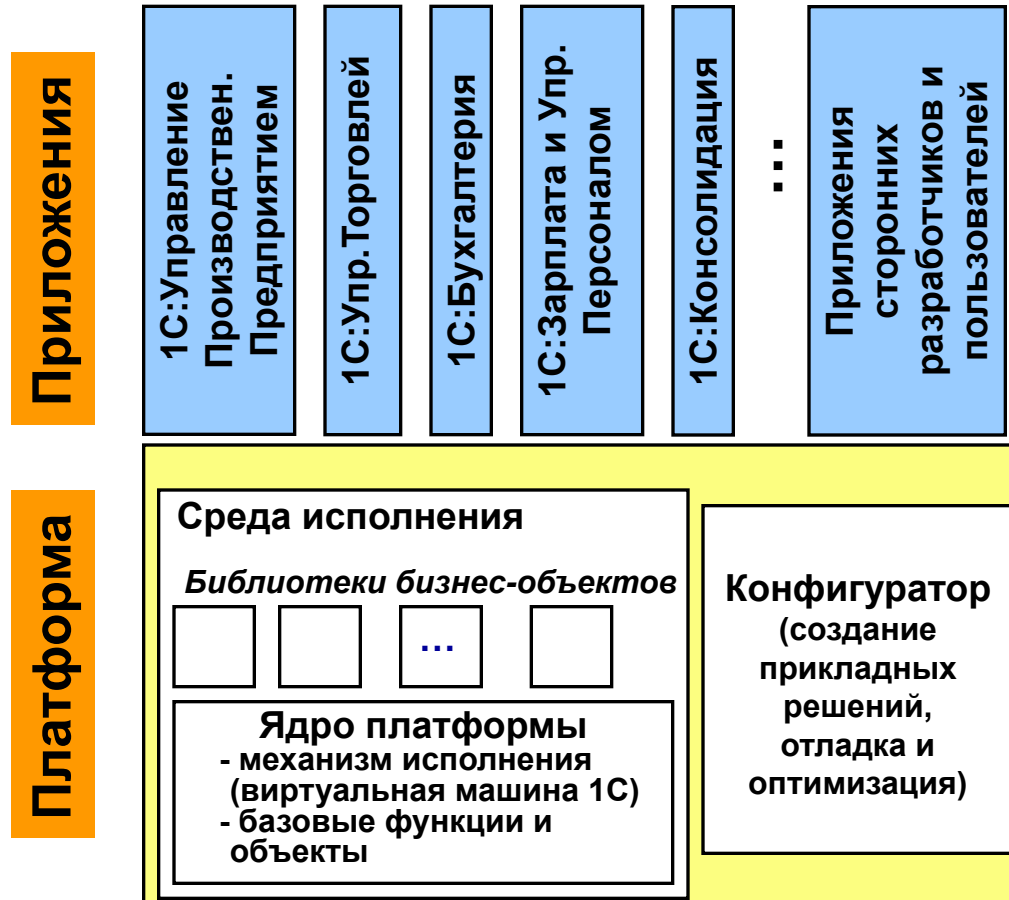 Приложения
1С:Управление
Производствен.
Предприятием
1С:Упр.Торговлей
1С:Бухгалтерия
1С:Зарплата и Упр.
Персоналом
1С:Консолидация
...
Приложения
сторонних
разработчиков и
пользователей
Платформа
Среда исполнения
Библиотеки бизнес-объектов
...
Ядро платформы
- механизм исполнения
(виртуальная машина 1С)
- базовые функции и
объекты
Конфигуратор
(создание
прикладных
решений,
отладка и
оптимизация)